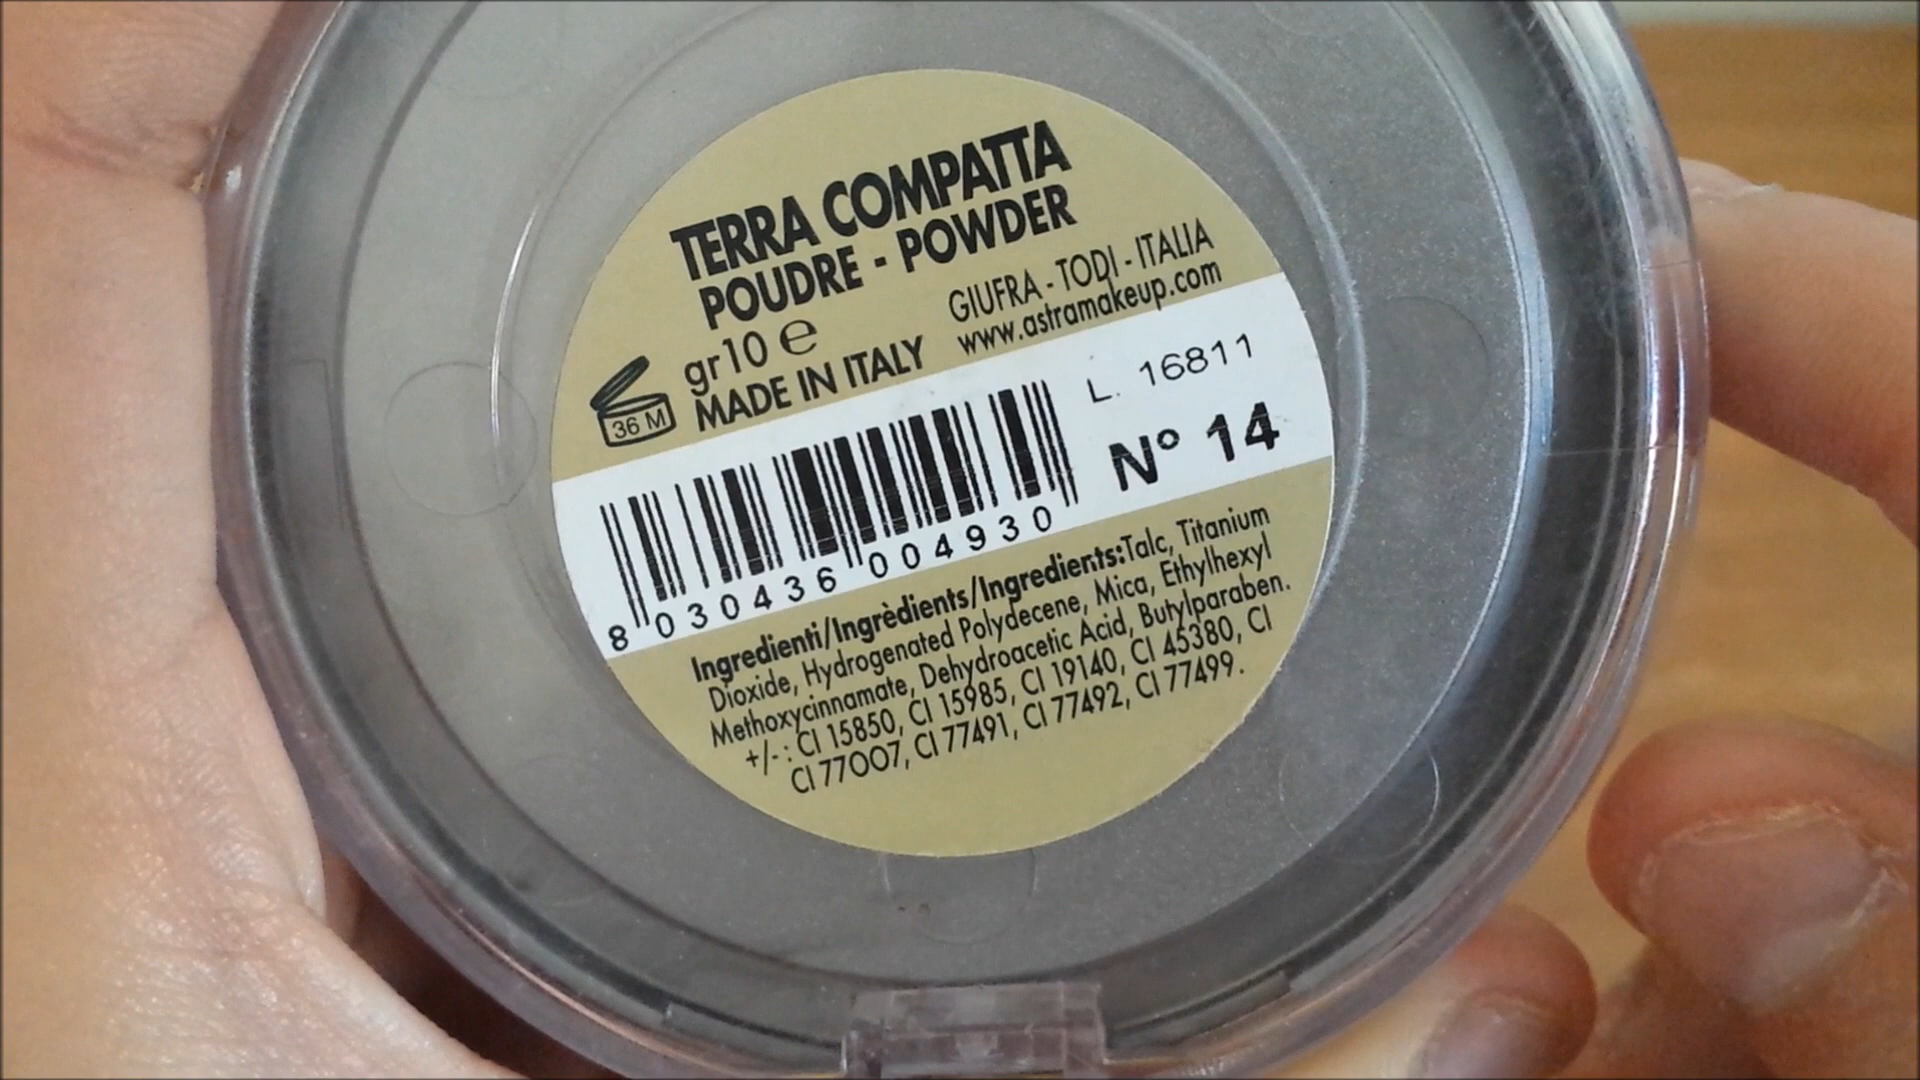 TERRA COMPATTA
POUDRE - POWDER
gr10 ℮
MADE IN ITALY
GIUFRA - TODI - ITALIA
www.astramakeup.com
36 M
L. 16811
Nº 14
8 030436 004930
Ingredienti/Ingrèdients/Ingredients:Talc, Titanium
Dioxide, Hydrogenated Polydecene, Mica, Ethylhexyl
Methoxycinnamate, Dehydroacetic Acid, Butylparaben.
+/- : CI 15850, CI 15985, CI 19140, CI 45380, CI
CI 77007, CI 77491, CI 77492, CI 77499.